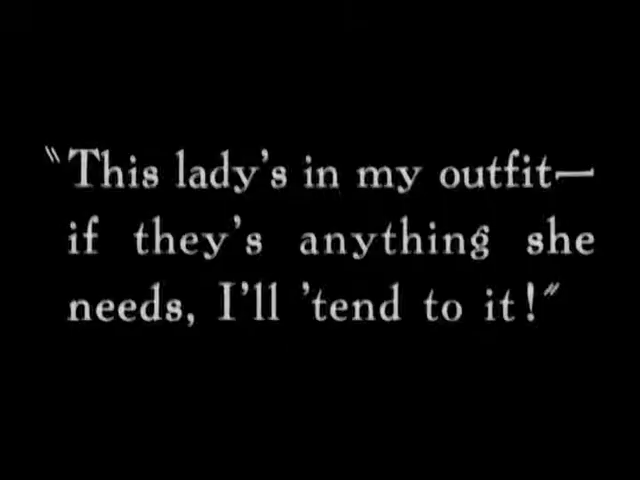 "This lady's in my outfit—
if they's anything she
needs, I'll 'tend to it!"